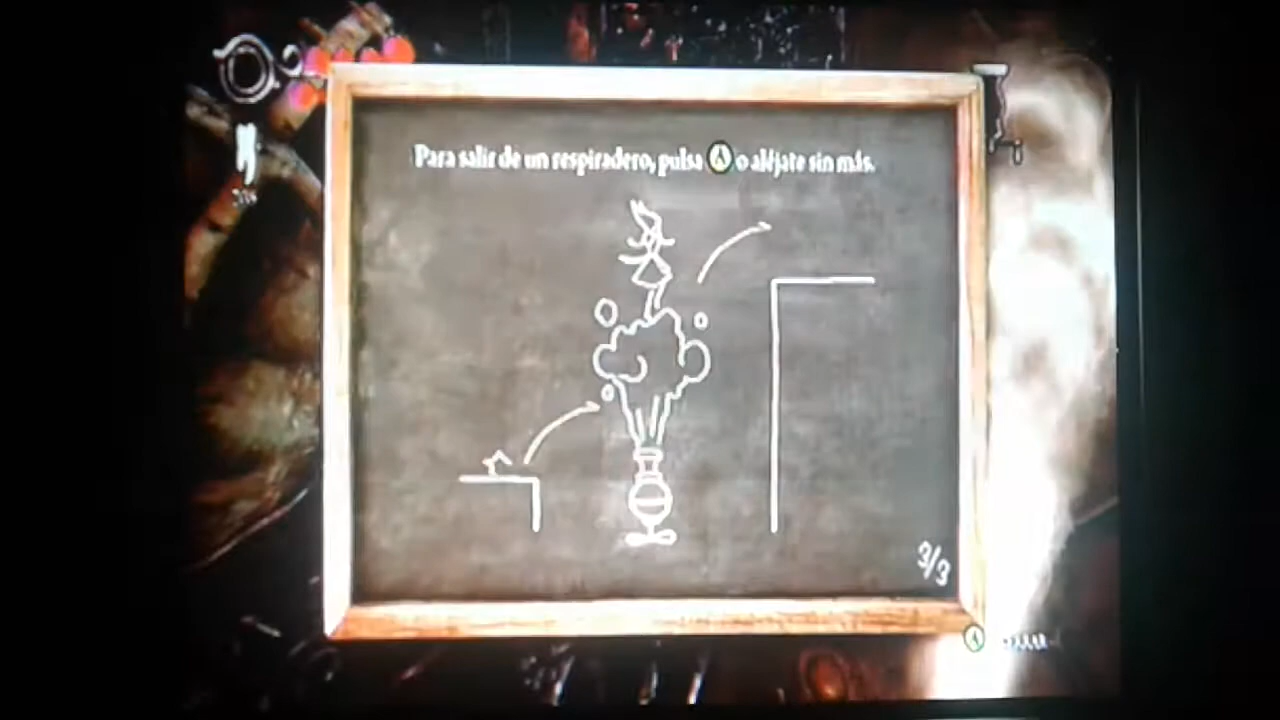 Para salir de un respiradero, pulsa A o aléjate sin más.
3/3
A